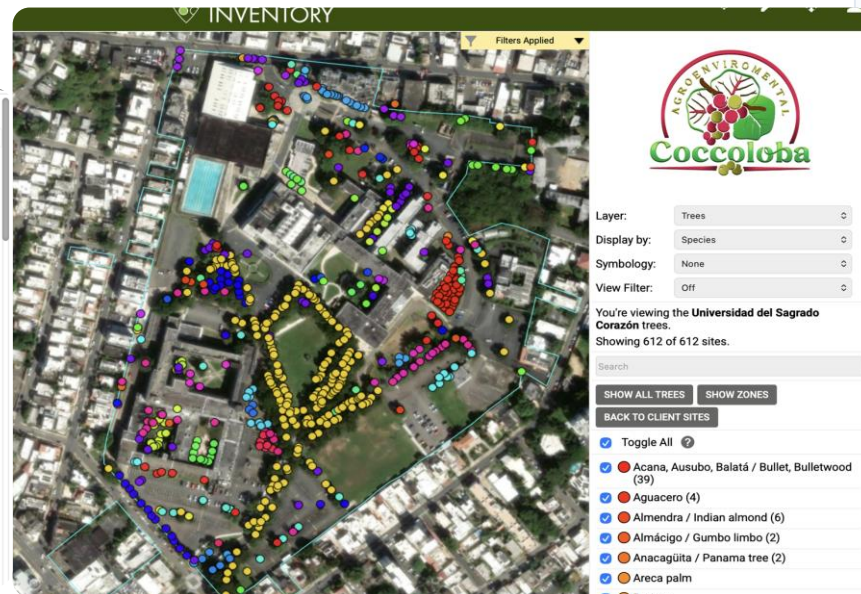 INVENTORY
Filters Applied
AGROENVIROMENTAL
Coccoloba
Layer: Trees
Display by: Species
Symbology: None
View Filter: Off
You're viewing the Universidad del Sagrado
Corazón trees.
Showing 612 of 612 sites.
Search
SHOW ALL TREES SHOW ZONES
BACK TO CLIENT SITES
Toggle All ?
Acana, Ausubo, Balatá / Bullet, Bulletwood
(39)
Aguacero (4)
Almendra / Indian almond (6)
Almácigo / Gumbo limbo (2)
Anacagüita / Panama tree (2)
Areca palm